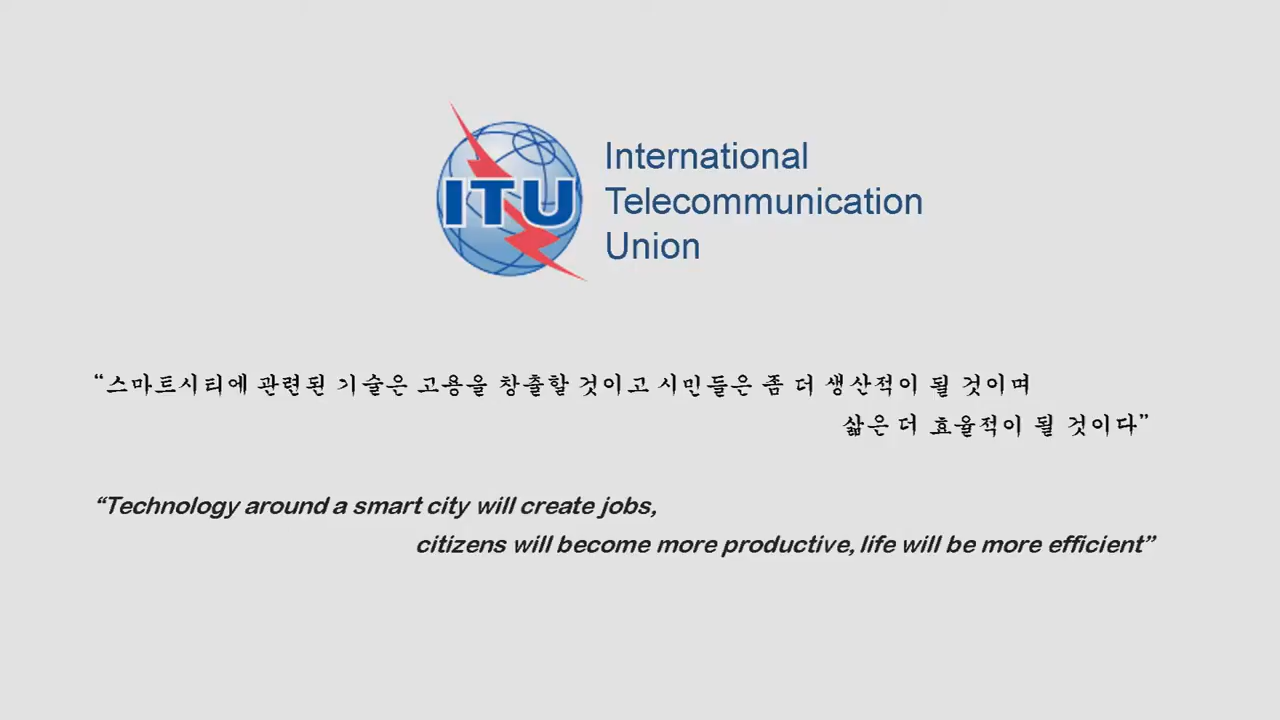 ITU
International
Telecommunication
Union
“스마트시티에 관련된 기술은 고용을 창출할 것이고 시민들은 좀 더 생산적이 될 것이며
삶은 더 효율적이 될 것이다”
“Technology around a smart city will create jobs,
citizens will become more productive, life will be more efficient”